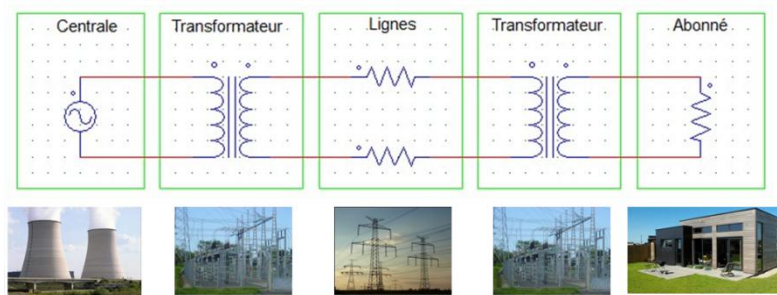 Centrale
Transformateur
Lignes
Transformateur
Abonné